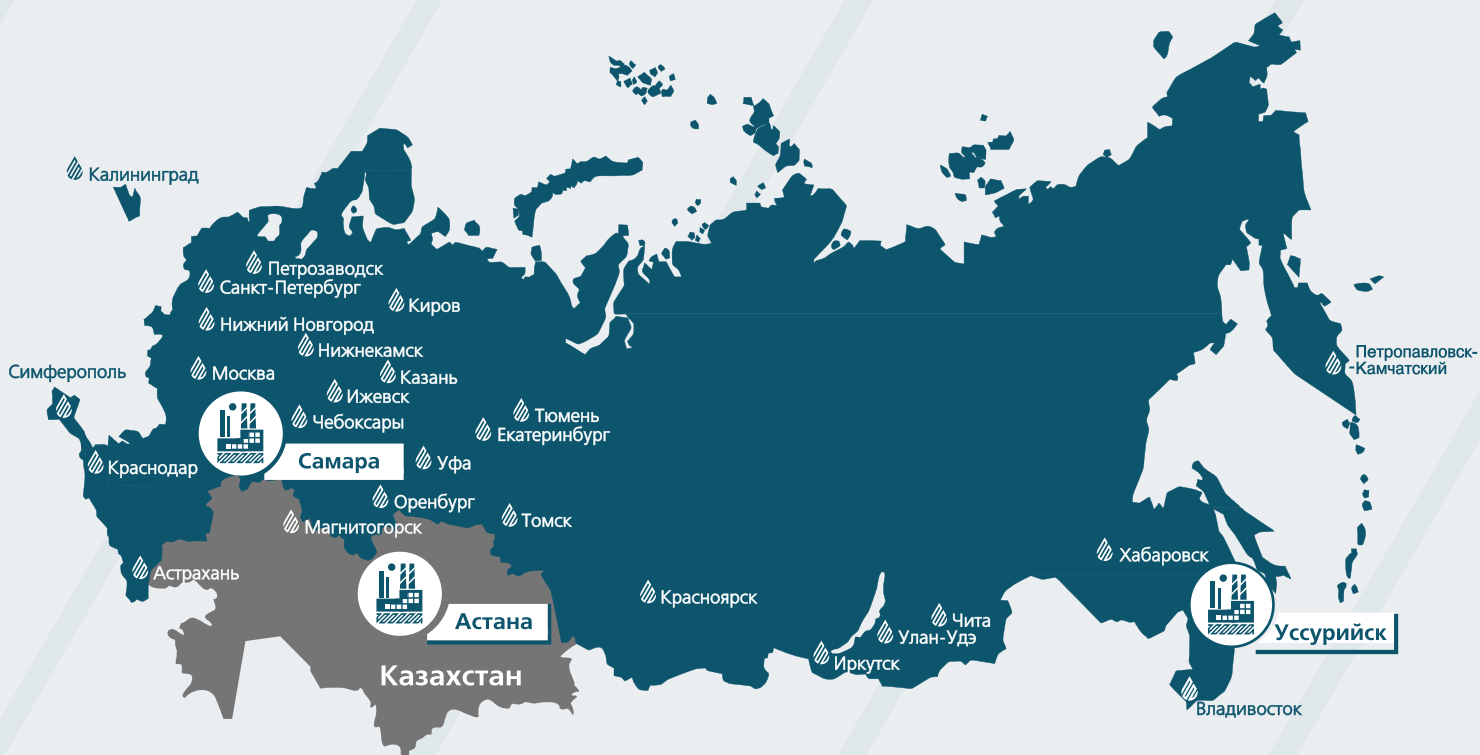 Калининград
Петрозаводск
Санкт-Петербург
Киров
Нижний Новгород
Нижнекамск
Симферополь
Москва
Казань
Петропавловск-
-Камчатский
Ижевск
Тюмень
Чебоксары
Екатеринбург
Краснодар
Самара
Уфа
Оренбург
Магнитогорск
Томск
Хабаровск
Астрахань
Красноярск
Астана
Чита
Улан-Удэ
Уссурийск
Иркутск
Казахстан
Владивосток